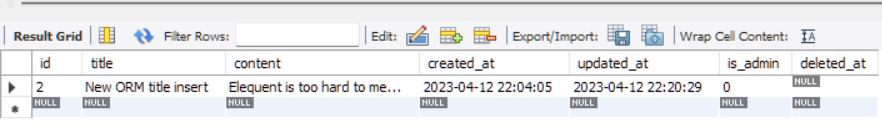 Result Grid Filter Rows: Edit: Export/Import: Wrap Cell Content: IA
id title content created_at updated_at is_admin deleted_at
2 New ORM title insert Elequent is too hard to me... 2023-04-12 22:04:05 2023-04-12 22:20:29 0 NULL
NULL NULL NULL NULL NULL NULL NULL